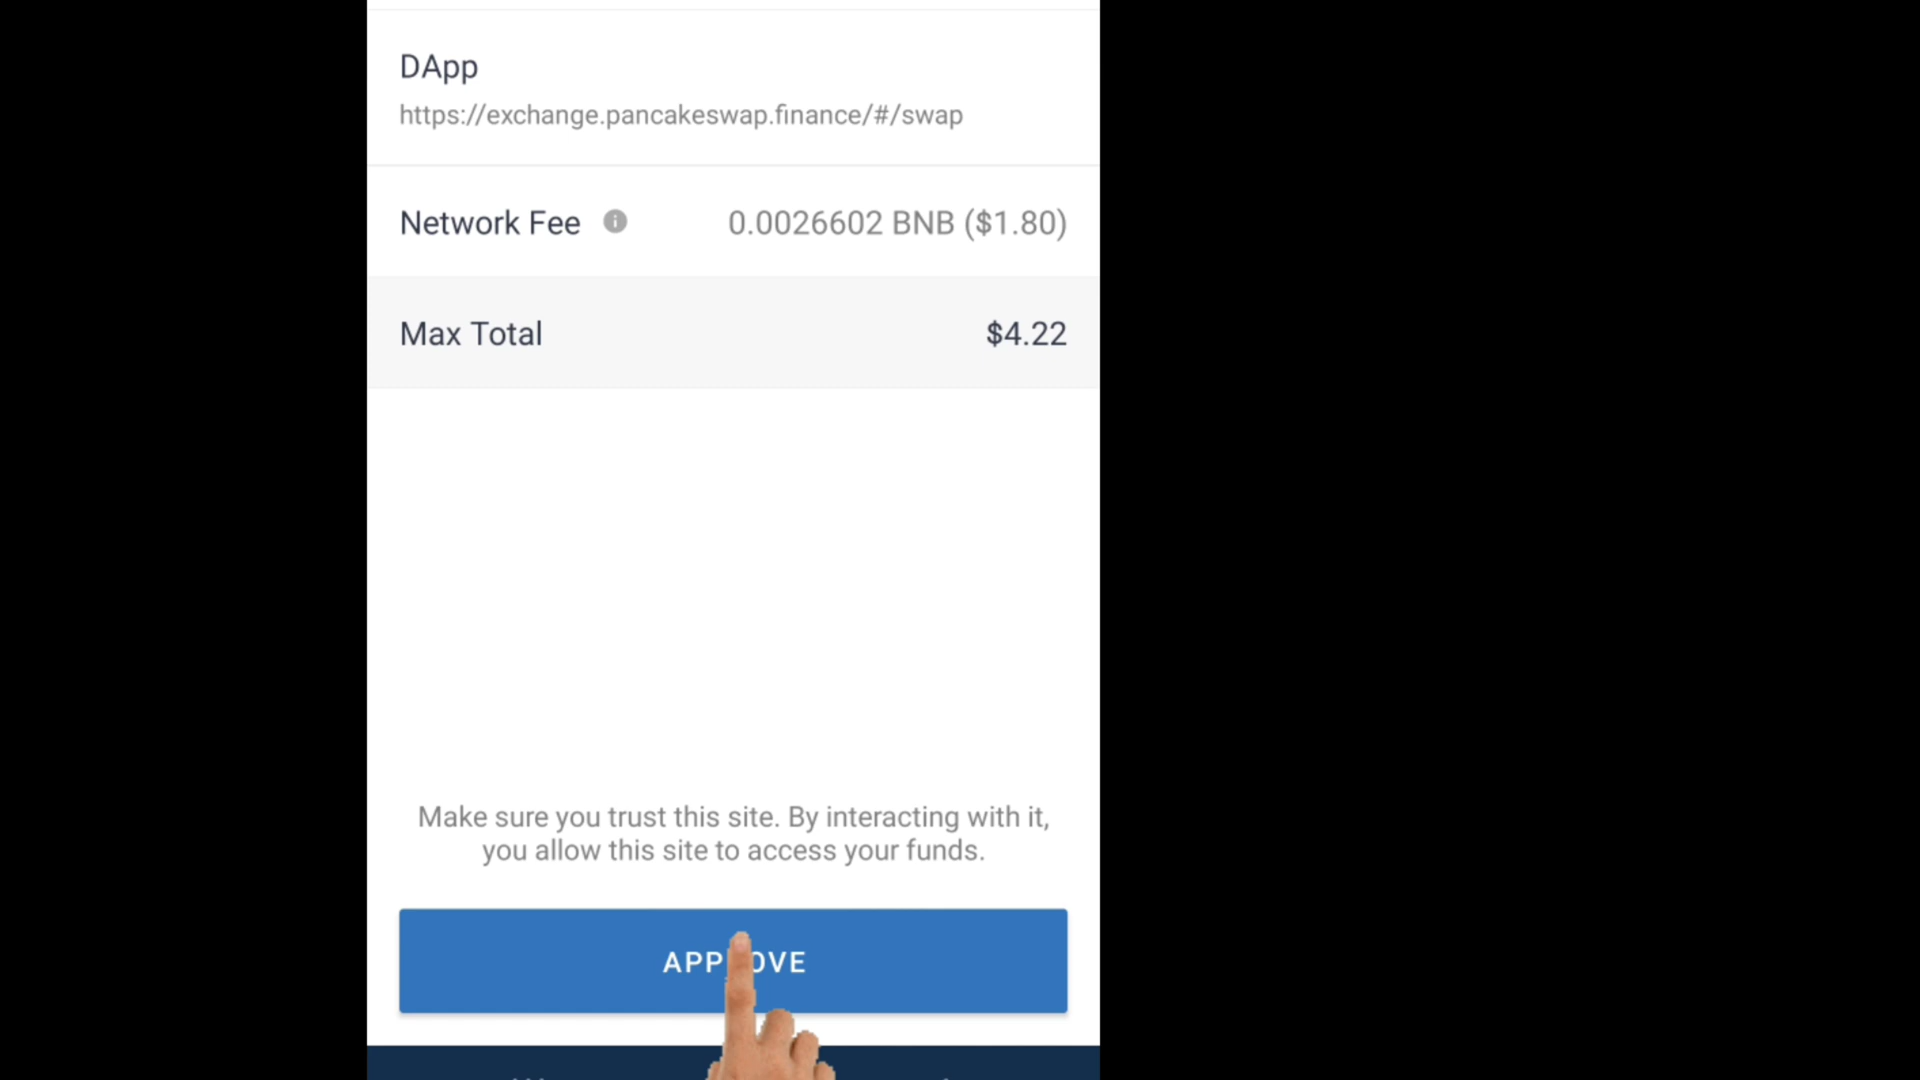 DApp
https://exchange.pancakeswap.finance/#/swap
Network Fee 0.0026602 BNB ($1.80)
Max Total $4.22
Make sure you trust this site. By interacting with it,
you allow this site to access your funds.
APPROVE